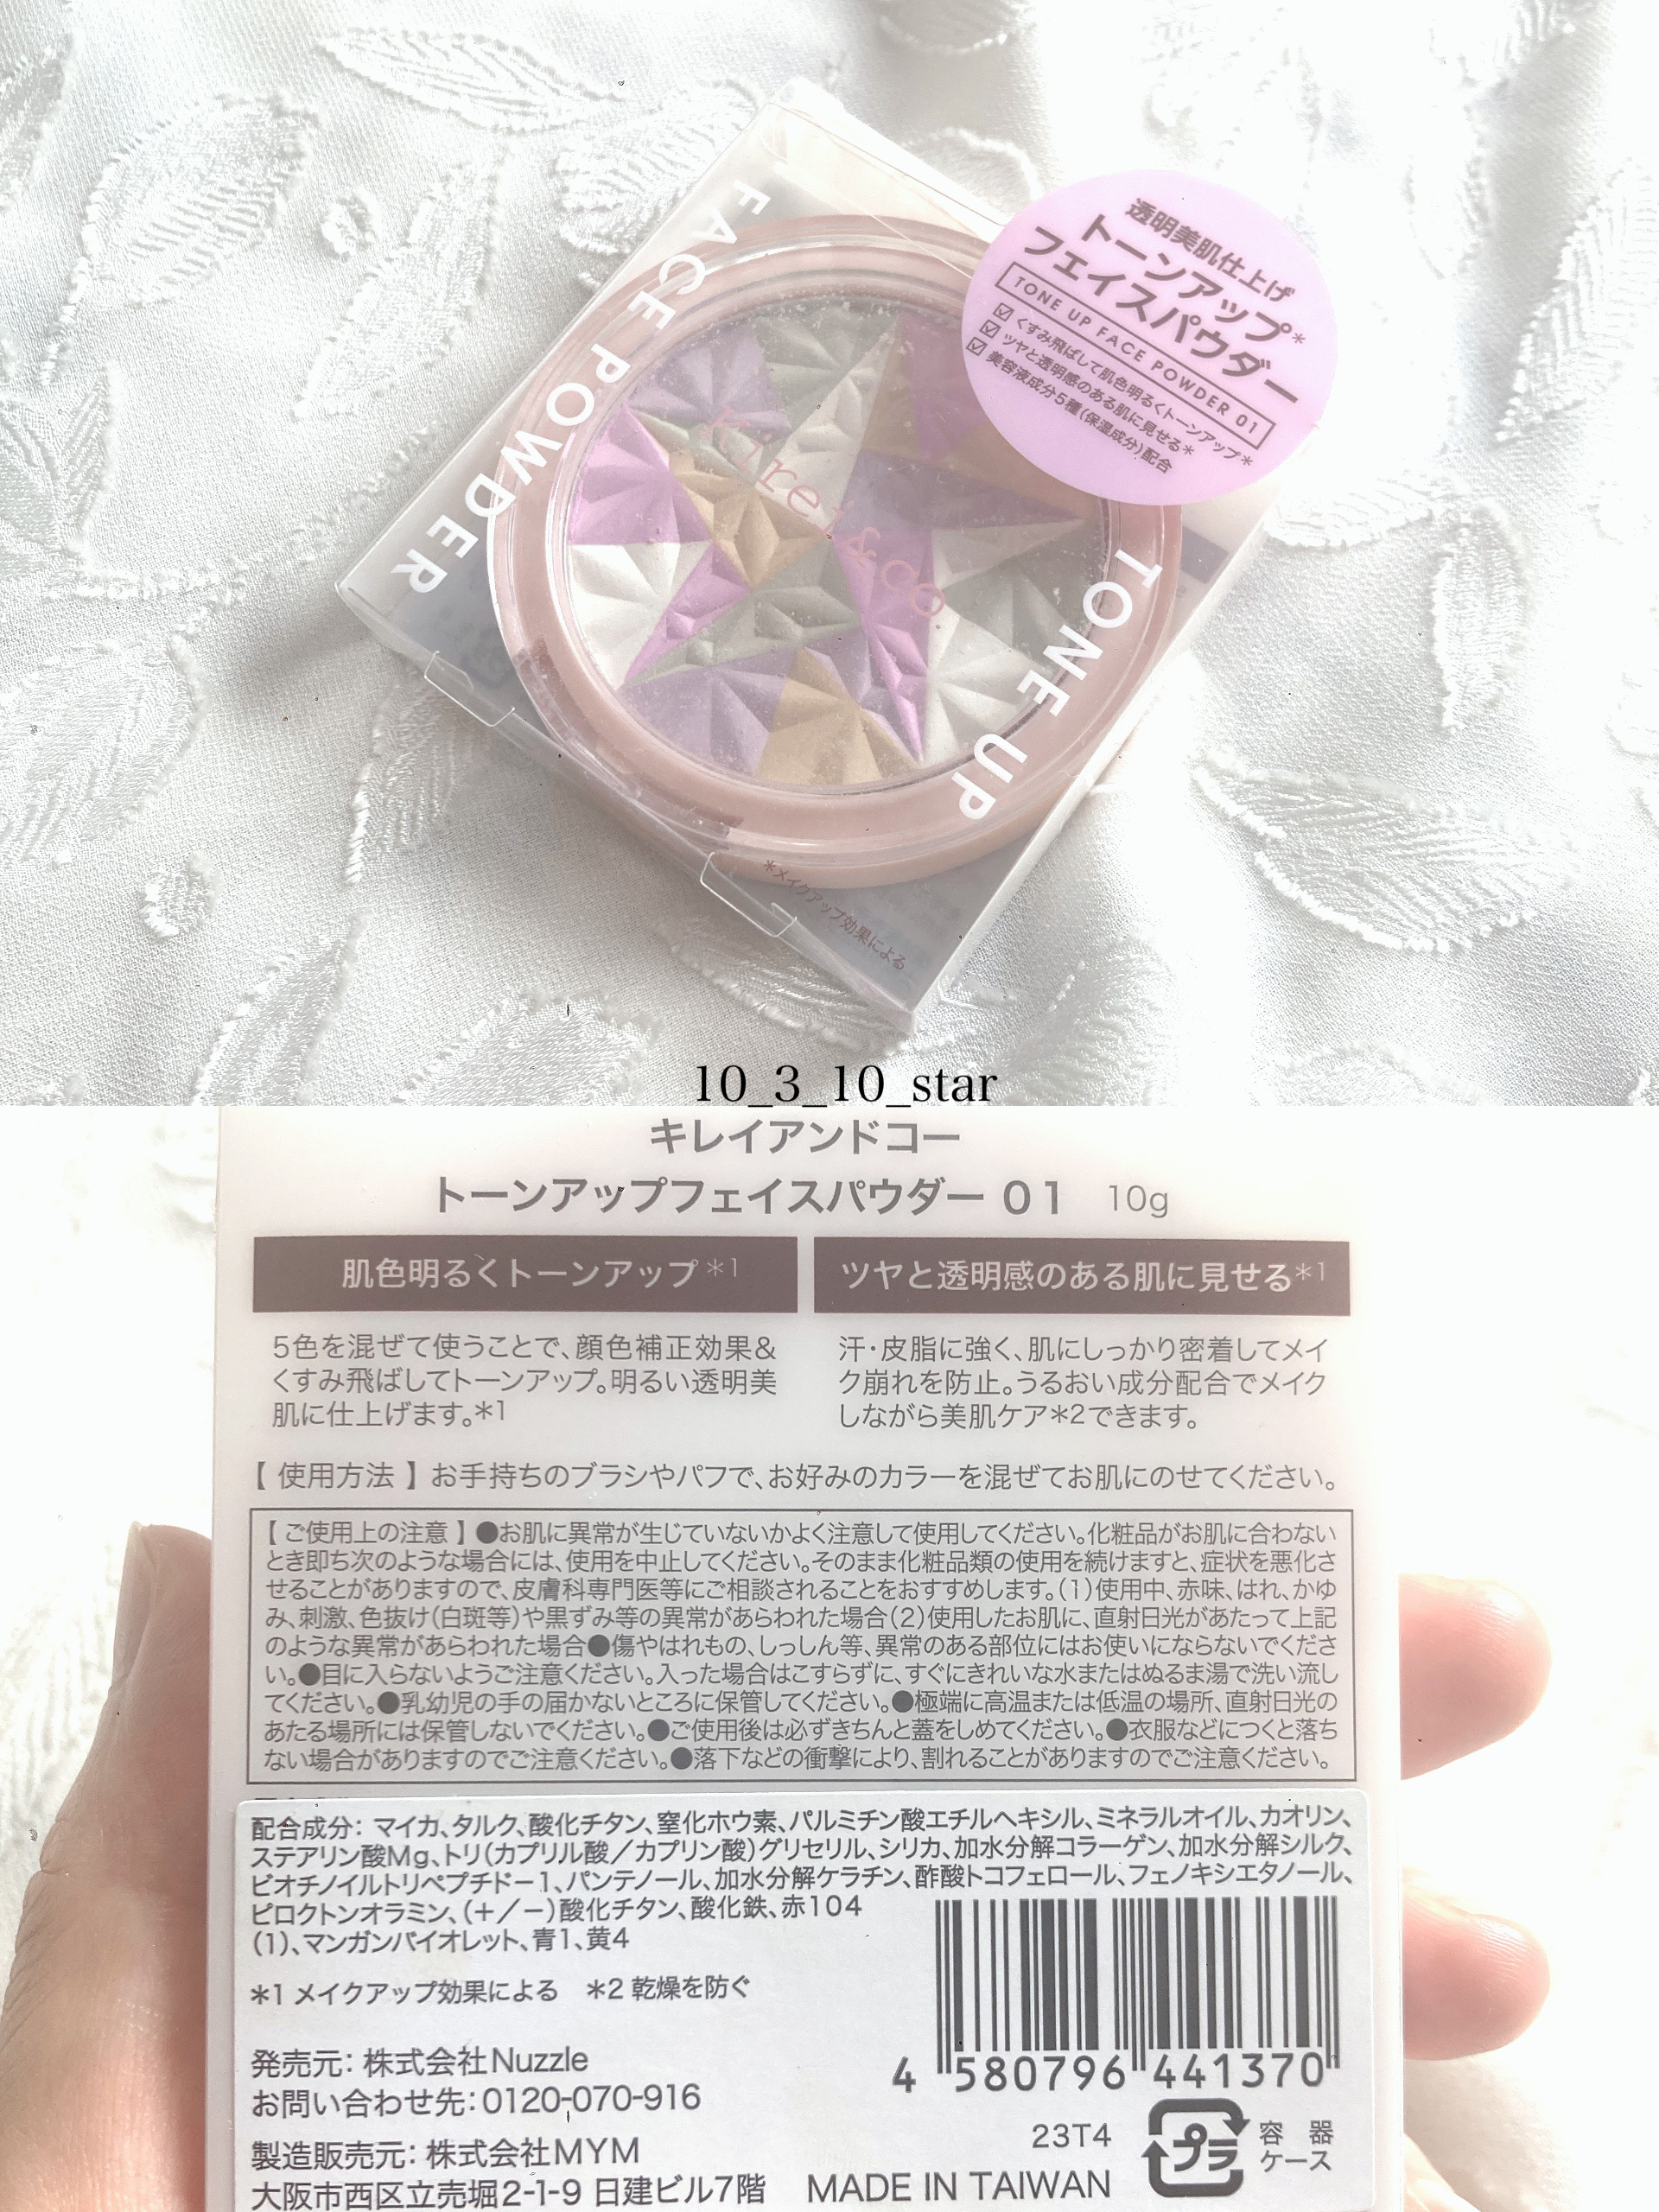 FACE POWDER
透明美肌仕上げ
トーンアップ*
フェイスパウダー
TONE UP FACE POWDER 01
くすみ飛ばして肌色明るくトーンアップ*
ツヤと透明感のある肌に見せる*
美容液成分5種(保湿成分)配合
kirei&co.
TONE UP
*メイクアップ効果による
10_3_10_star
キレイアンドコー
トーンアップフェイスパウダー 01 10g
肌色明るくトーンアップ*1
ツヤと透明感のある肌に見せる*1
5色を混ぜて使うことで、顔色補正効果&
くすみ飛ばしてトーンアップ。明るい透明美
肌に仕上げます。*1
汗・皮脂に強く、肌にしっかり密着してメイ
ク崩れを防止。うるおい成分配合でメイク
しながら美肌ケア*2できます。
【 使用方法 】お手持ちのブラシやパフで、お好みのカラーを混ぜてお肌にのせてください。
【 ご使用上の注意 】●お肌に異常が生じていないかよく注意して使用してください。化粧品がお肌に合わない
とき即ち次のような場合には、使用を中止してください。そのまま化粧品類の使用を続けますと、症状を悪化さ
せることがありますので、皮膚科専門医等にご相談されることをおすすめします。(1)使用中、赤味、はれ、かゆ
み、刺激、色抜け(白斑等)や黒ずみ等の異常があらわれた場合(2)使用したお肌に、直射日光があたって上記
のような異常があらわれた場合●傷やはれもの、しっしん等、異常のある部位にはお使いにならないでくださ
い。●目に入らないようご注意ください。入った場合はこすらずに、すぐにきれいな水またはぬるま湯で洗い流し
てください。●乳幼児の手の届かないところに保管してください。●極端に高温または低温の場所、直射日光の
あたる場所には保管しないでください。●ご使用後は必ずきちんと蓋をしめてください。●衣服などにつくと落ち
ない場合がありますのでご注意ください。●落下などの衝撃により、割れることがありますのでご注意ください。
配合成分: マイカ、タルク、酸化チタン、窒化ホウ素、パルミチン酸エチルヘキシル、ミネラルオイル、カオリン、
ステアリン酸Mg、トリ(カプリル酸/カプリン酸)グリセリル、シリカ、加水分解コラーゲン、加水分解シルク、
ビオチノイルトリペプチド-1、パンテノール、加水分解ケラチン、酢酸トコフェロール、フェノキシエタノール、
ピロクトンオラミン、(+/-)酸化チタン、酸化鉄、赤104
(1)、マンガンバイオレット、青1、黄4
*1 メイクアップ効果による *2 乾燥を防ぐ
発売元: 株式会社Nuzzle
お問い合わせ先:0120-070-916
製造販売元: 株式会社MYM
大阪市西区立売堀2-1-9 日建ビル7階
4 580796 441370
23T4
MADE IN TAIWAN
プラ
容器
ケース